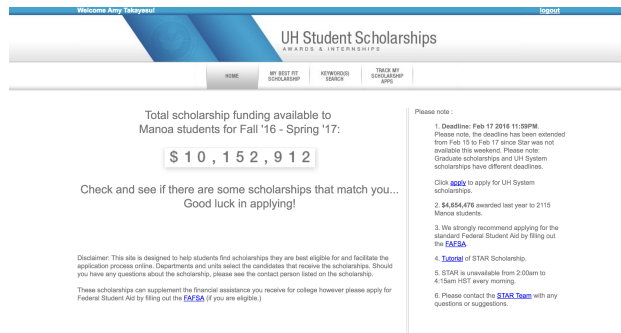 Welcome Amy Takayesu!
logout
UH Student Scholarships
AWARDS & INTERNSHIPS
HOME
MY BEST FIT
SCHOLARSHIP
KEYWORD(S)
SEARCH
TRACK MY
SCHOLARSHIP
APPS
Total scholarship funding available to
Manoa students for Fall '16 - Spring '17:
$10,152,912
Check and see if there are some scholarships that match you...
Good luck in applying!
Disclaimer: This site is designed to help students find scholarships they are best eligible for and facilitate the
application process online. Departments and units select the candidates that receive the scholarships. Should
you have any questions about the scholarship, please see the contact person listed on the scholarship.
These scholarships can supplement the financial assistance you receive for college however please apply for
Federal Student Aid by filling out the FAFSA (if you are eligible.)
Please note :
1. Deadline: Feb 17 2016 11:59PM.
Please note, the deadline has been extended
from Feb 15 to Feb 17 since Star was not
available this weekend. Please note:
Graduate scholarships and UH System
scholarships have different deadlines.
Click apply to apply for UH System
scholarships.
2. $4,654,476 awarded last year to 2115
Manoa students.
3. We strongly recommend applying for the
standard Federal Student Aid by filling out
the FAFSA.
4. Tutorial of STAR Scholarship.
5. STAR is unavailable from 2:00am to
4:15am HST every morning.
6. Please contact the STAR Team with any
questions or suggestions.